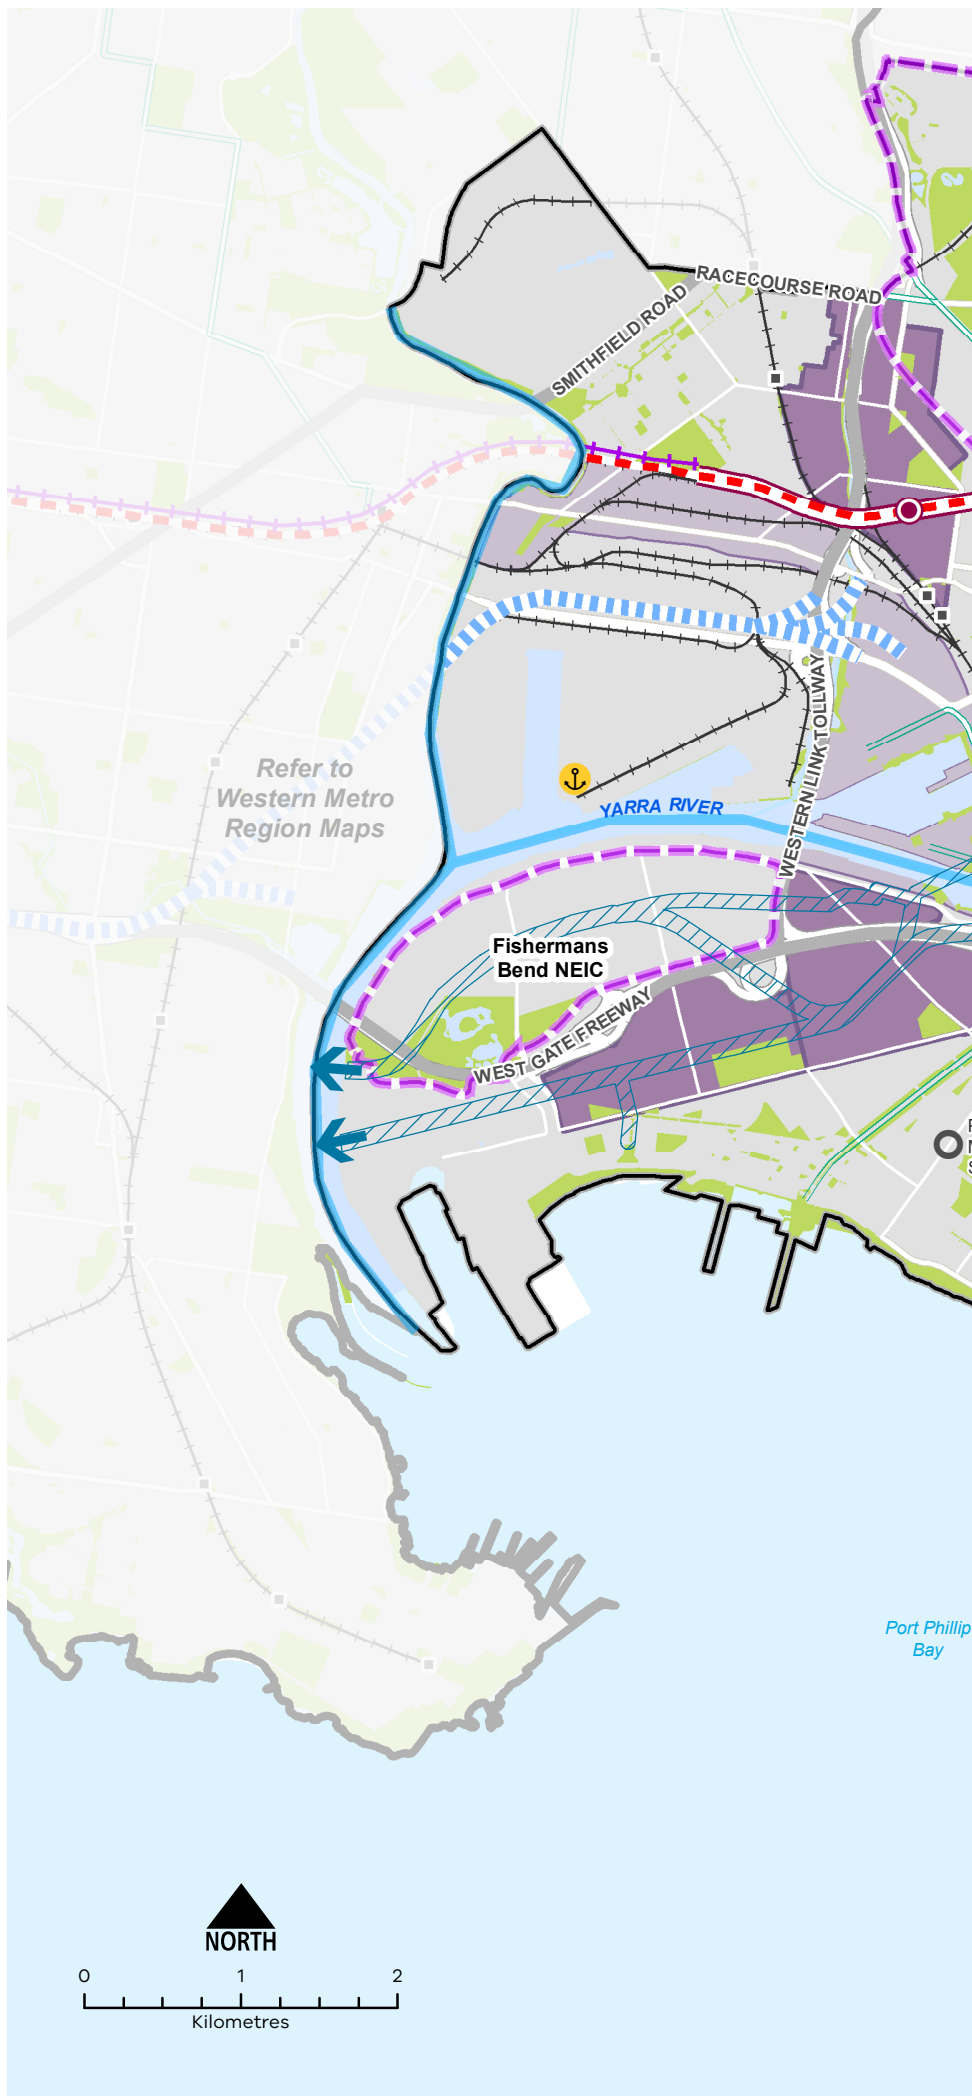 RACECOURSE ROAD
SMITHFIELD ROAD
Refer to
Western Metro
Region Maps
YARRA RIVER
WESTERN LINK TOLLWAY
Fishermans
Bend NEIC
WEST GATE FREEWAY
Port Phillip
Bay
NORTH
0 1 2
Kilometres